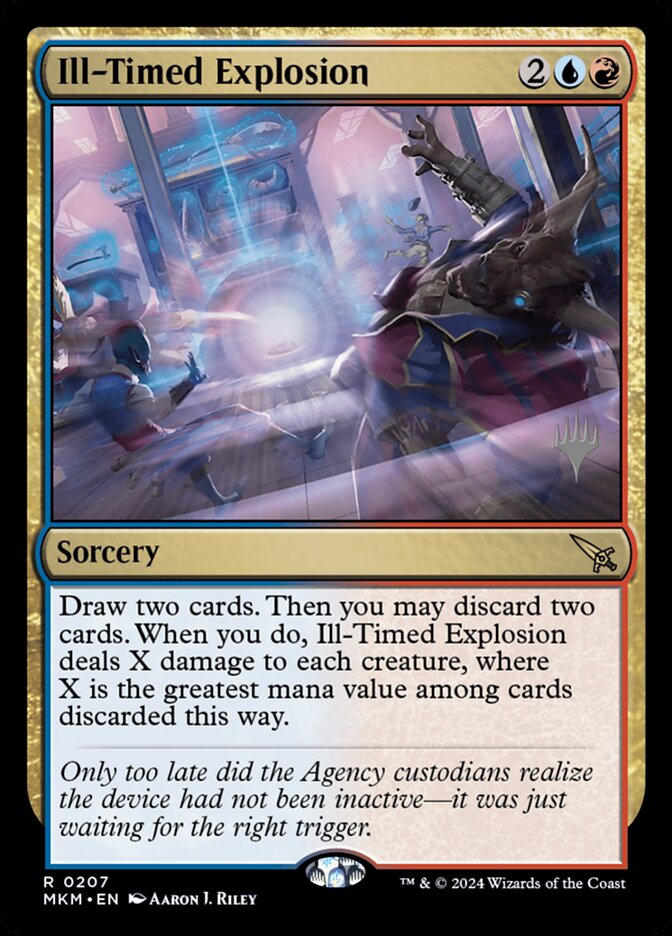 Ill-Timed Explosion 2
Sorcery
Draw two cards. Then you may discard two
cards. When you do, Ill-Timed Explosion
deals X damage to each creature, where
X is the greatest mana value among cards
discarded this way.
Only too late did the Agency custodians realize
the device had not been inactive—it was just
waiting for the right trigger.
R 0207
MKM • EN Aaron J. Riley
™ & © 2024 Wizards of the Coast